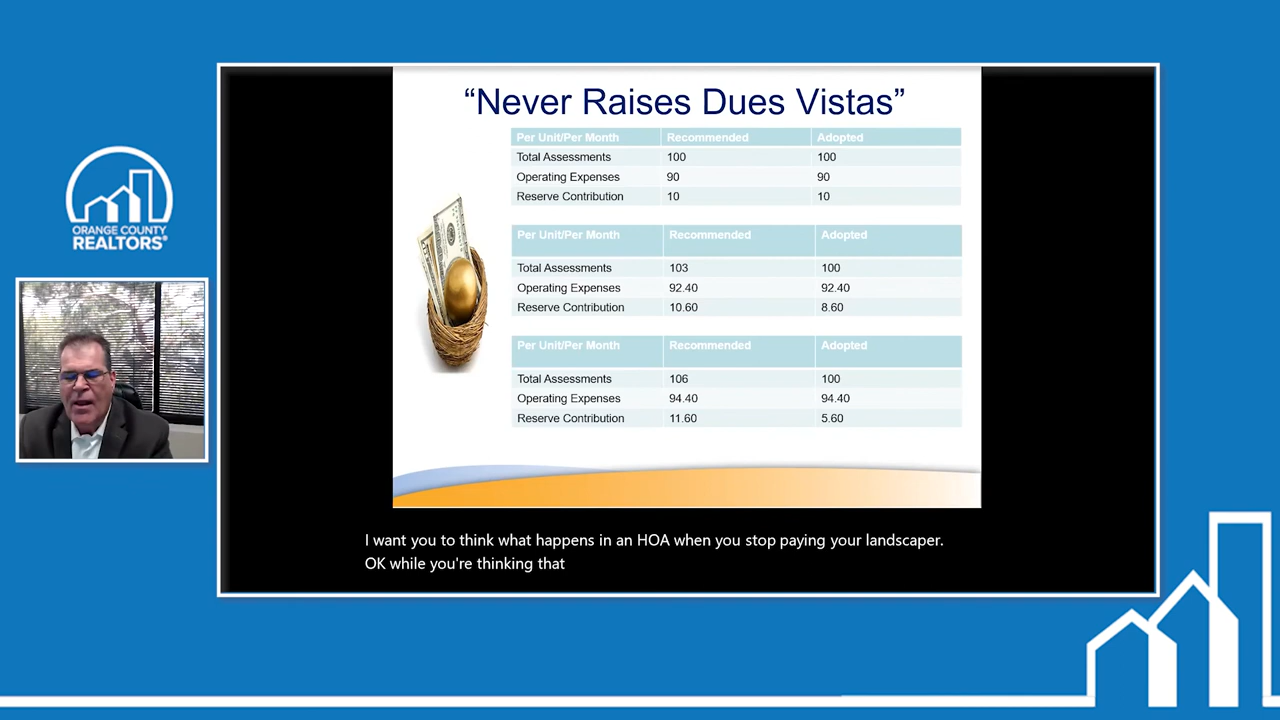 “Never Raises Dues Vistas”
Per Unit/Per Month Recommended Adopted
Total Assessments 100 100
Operating Expenses 90 90
Reserve Contribution 10 10
Per Unit/Per Month Recommended Adopted
Total Assessments 103 100
Operating Expenses 92.40 92.40
Reserve Contribution 10.60 8.60
Per Unit/Per Month Recommended Adopted
Total Assessments 106 100
Operating Expenses 94.40 94.40
Reserve Contribution 11.60 5.60
ORANGE COUNTY
REALTORS®
I want you to think what happens in an HOA when you stop paying your landscaper.
OK while you're thinking that